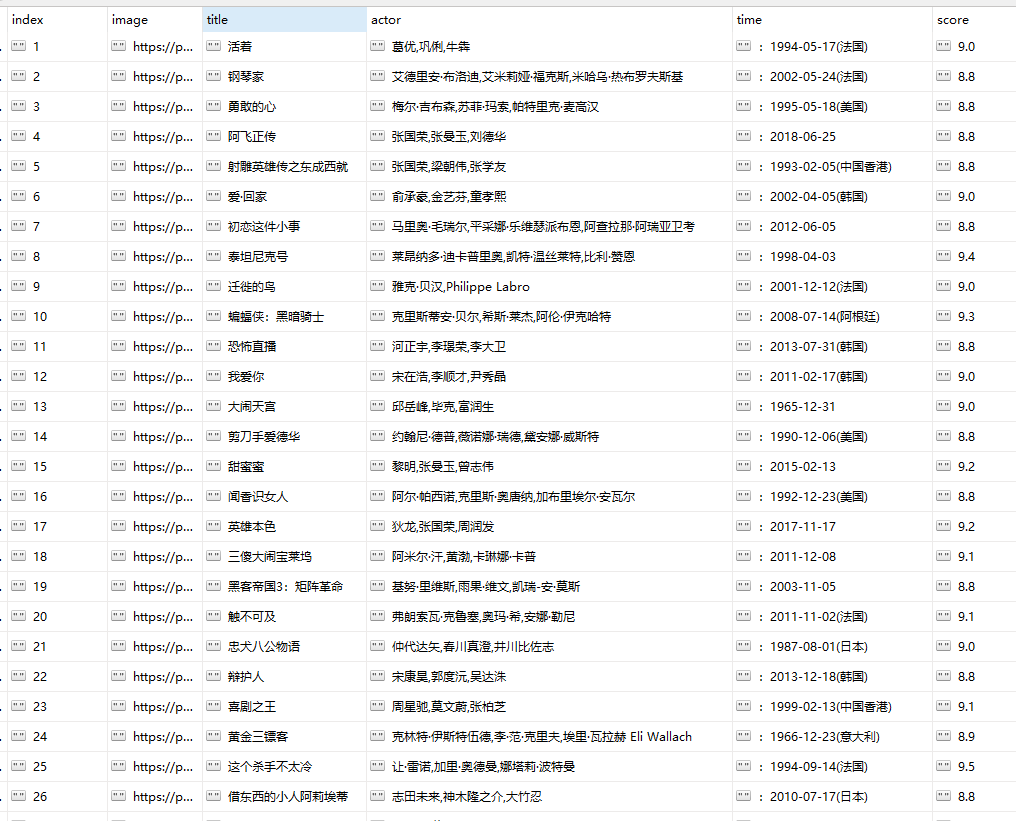 index image title actor time score
"" 1 "" https://p... "" 活着 "" 葛优,巩俐,牛犇 "" : 1994-05-17(法国) "" 9.0
"" 2 "" https://p... "" 钢琴家 "" 艾德里安·布洛迪,艾米莉娅·福克斯,米哈乌·热布罗夫斯基 "" : 2002-05-24(法国) "" 8.8
"" 3 "" https://p... "" 勇敢的心 "" 梅尔·吉布森,苏菲·玛索,帕特里克·麦高汉 "" : 1995-05-18(美国) "" 8.8
"" 4 "" https://p... "" 阿飞正传 "" 张国荣,张曼玉,刘德华 "" : 2018-06-25 "" 8.8
"" 5 "" https://p... "" 射雕英雄传之东成西就 "" 张国荣,梁朝伟,张学友 "" : 1993-02-05(中国香港) "" 8.8
"" 6 "" https://p... "" 爱·回家 "" 俞承豪,金艺芬,童孝熙 "" : 2002-04-05(韩国) "" 9.0
"" 7 "" https://p... "" 初恋这件小事 "" 马里奥·毛瑞尔,平采娜·乐维瑟派布恩,阿查拉那·阿瑞亚卫考 "" : 2012-06-05 "" 8.8
"" 8 "" https://p... "" 泰坦尼克号 "" 莱昂纳多·迪卡普里奥,凯特·温丝莱特,比利·赞恩 "" : 1998-04-03 "" 9.4
"" 9 "" https://p... "" 迁徙的鸟 "" 雅克·贝汉,Philippe Labro "" : 2001-12-12(法国) "" 9.0
"" 10 "" https://p... "" 蝙蝠侠：黑暗骑士 "" 克里斯蒂安·贝尔,希斯·莱杰,阿伦·伊克哈特 "" : 2008-07-14(阿根廷) "" 9.3
"" 11 "" https://p... "" 恐怖直播 "" 河正宇,李璟荣,李大卫 "" : 2013-07-31(韩国) "" 8.8
"" 12 "" https://p... "" 我爱你 "" 宋在浩,李顺才,尹秀晶 "" : 2011-02-17(韩国) "" 9.0
"" 13 "" https://p... "" 大闹天宫 "" 邱岳峰,毕克,富润生 "" : 1965-12-31 "" 9.0
"" 14 "" https://p... "" 剪刀手爱德华 "" 约翰尼·德普,薇诺娜·瑞德,黛安娜·威斯特 "" : 1990-12-06(美国) "" 8.8
"" 15 "" https://p... "" 甜蜜蜜 "" 黎明,张曼玉,曾志伟 "" : 2015-02-13 "" 9.2
"" 16 "" https://p... "" 闻香识女人 "" 阿尔·帕西诺,克里斯·奥唐纳,加布里埃尔·安瓦尔 "" : 1992-12-23(美国) "" 8.8
"" 17 "" https://p... "" 英雄本色 "" 狄龙,张国荣,周润发 "" : 2017-11-17 "" 9.2
"" 18 "" https://p... "" 三傻大闹宝莱坞 "" 阿米尔·汗,黄渤,卡琳娜·卡普 "" : 2011-12-08 "" 9.1
"" 19 "" https://p... "" 黑客帝国3：矩阵革命 "" 基努·里维斯,雨果·维文,凯瑞-安·莫斯 "" : 2003-11-05 "" 8.8
"" 20 "" https://p... "" 触不可及 "" 弗朗索瓦·克鲁塞,奥玛·希,安娜·勒尼 "" : 2011-11-02(法国) "" 9.1
"" 21 "" https://p... "" 忠犬八公物语 "" 仲代达矢,春川真澄,井川比佐志 "" : 1987-08-01(日本) "" 9.0
"" 22 "" https://p... "" 辩护人 "" 宋康昊,郭度沅,吴达洙 "" : 2013-12-18(韩国) "" 8.8
"" 23 "" https://p... "" 喜剧之王 "" 周星驰,莫文蔚,张柏芝 "" : 1999-02-13(中国香港) "" 9.1
"" 24 "" https://p... "" 黄金三镖客 "" 克林特·伊斯特伍德,李·范·克里夫,埃里·瓦拉赫 Eli Wallach "" : 1966-12-23(意大利) "" 8.9
"" 25 "" https://p... "" 这个杀手不太冷 "" 让·雷诺,加里·奥德曼,娜塔莉·波特曼 "" : 1994-09-14(法国) "" 9.5
"" 26 "" https://p... "" 借东西的小人阿莉埃蒂 "" 志田未来,神木隆之介,大竹忍 "" : 2010-07-17(日本) "" 8.8